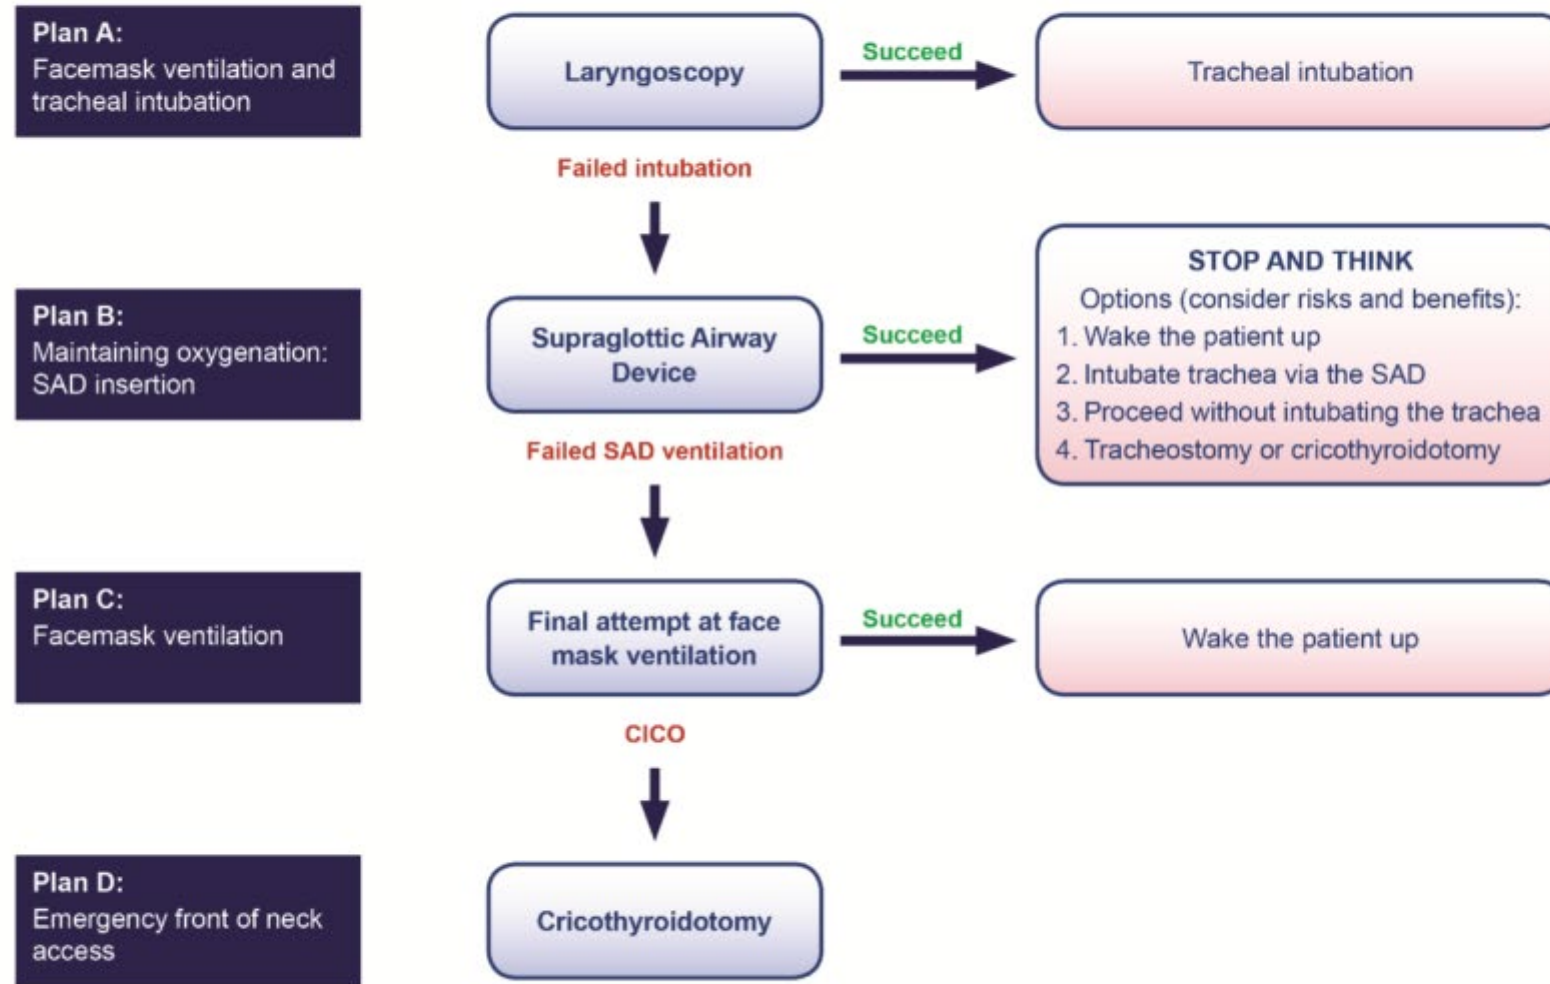 Plan A:
Facemask ventilation and
tracheal intubation
Laryngoscopy
Succeed
Tracheal intubation
Failed intubation
Plan B:
Maintaining oxygenation:
SAD insertion
Supraglottic Airway
Device
Succeed
STOP AND THINK
Options (consider risks and benefits):
1. Wake the patient up
2. Intubate trachea via the SAD
3. Proceed without intubating the trachea
4. Tracheostomy or cricothyroidotomy
Failed SAD ventilation
Plan C:
Facemask ventilation
Final attempt at face
mask ventilation
Succeed
Wake the patient up
CICO
Plan D:
Emergency front of neck
access
Cricothyroidotomy